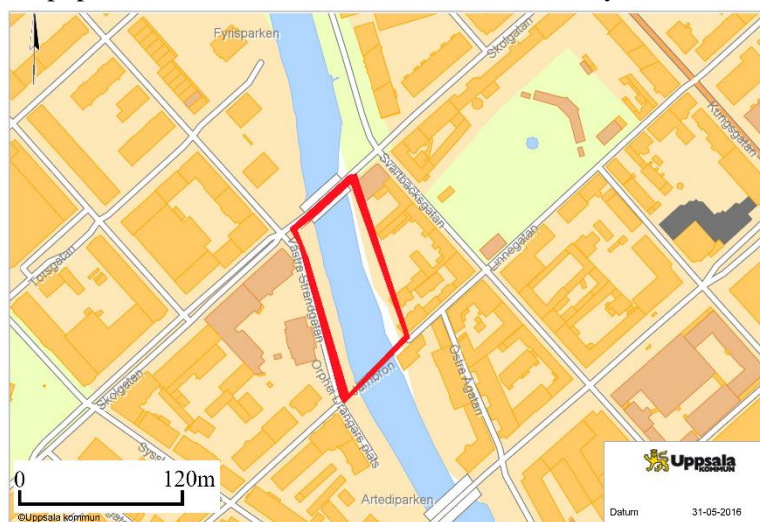 Fyrisparken
Skolgatan
Kungsgatan
Svartbäcksgatan
Linnégatan
Torsgatan
Västra Strandgatan
Skolgatan
Östra Ågatan
plats
Artediparken
0
120m
©Uppsala kommun
Uppsala
KOMMUN
Datum
31-05-2016